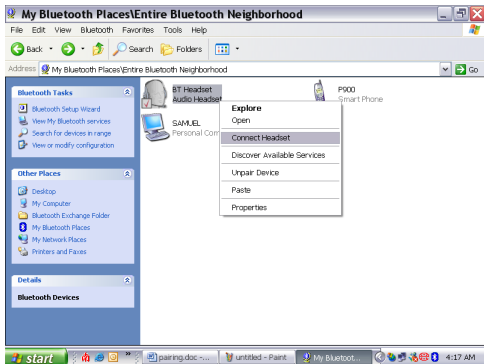 My Bluetooth Places\Entire Bluetooth Neighborhood
File Edit View Bluetooth Favorites Tools Help
Back Search Folders
Address My Bluetooth Places\Entire Bluetooth Neighborhood Go
Bluetooth Tasks
Bluetooth Setup Wizard
View My Bluetooth services
Search for devices in range
View or modify configuration
Other Places
Desktop
My Computer
Bluetooth Exchange Folder
My Bluetooth Places
My Network Places
Printers and Faxes
Details
Bluetooth Devices
BT Headset
Audio Headset
P900
Smart Phone
SAMUEL
Personal Com
Explore
Open
Connect Headset
Discover Available Services
Unpair Device
Paste
Properties
start pairing.doc -... untitled - Paint My Bluetoot... 4:17 AM